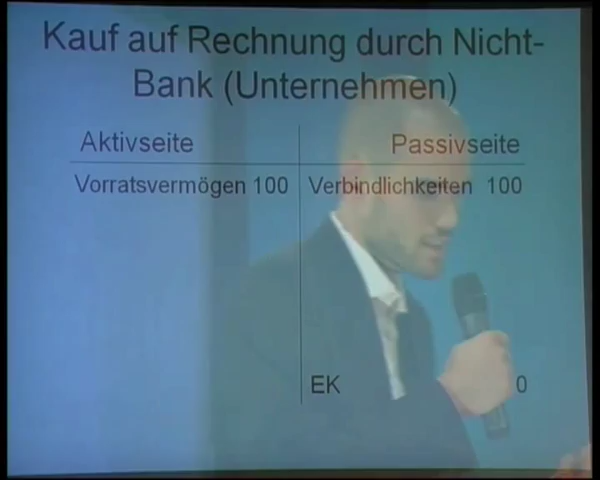 Kauf auf Rechnung durch Nicht-
Bank (Unternehmen)
Aktivseite Passivseite
Vorratsvermögen 100 Verbindlichkeiten 100
EK 0